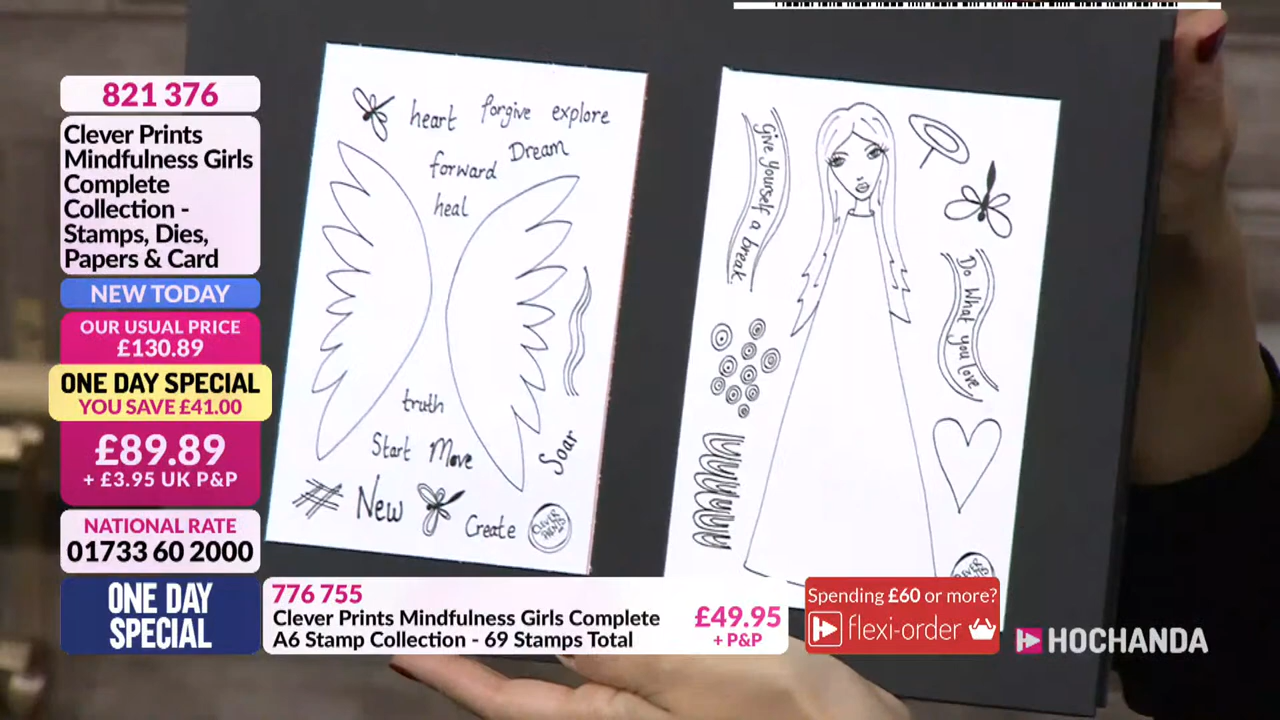 821 376
Clever Prints
Mindfulness Girls
Complete
Collection -
Stamps, Dies,
Papers & Card
NEW TODAY
OUR USUAL PRICE
£130.89
ONE DAY SPECIAL
YOU SAVE £41.00
£89.89
+ £3.95 UK P&P
NATIONAL RATE
01733 60 2000
ONE DAY
SPECIAL
heart forgive explore
Dream
forward
heal
truth
Start Move
Soar
New
Create
CLEVER
PRINTS
Give yourself a break
Do What you love
CLEVER
776 755
Clever Prints Mindfulness Girls Complete
A6 Stamp Collection - 69 Stamps Total
£49.95
+ P&P
Spending £60 or more?
flexi-order
HOCHANDA